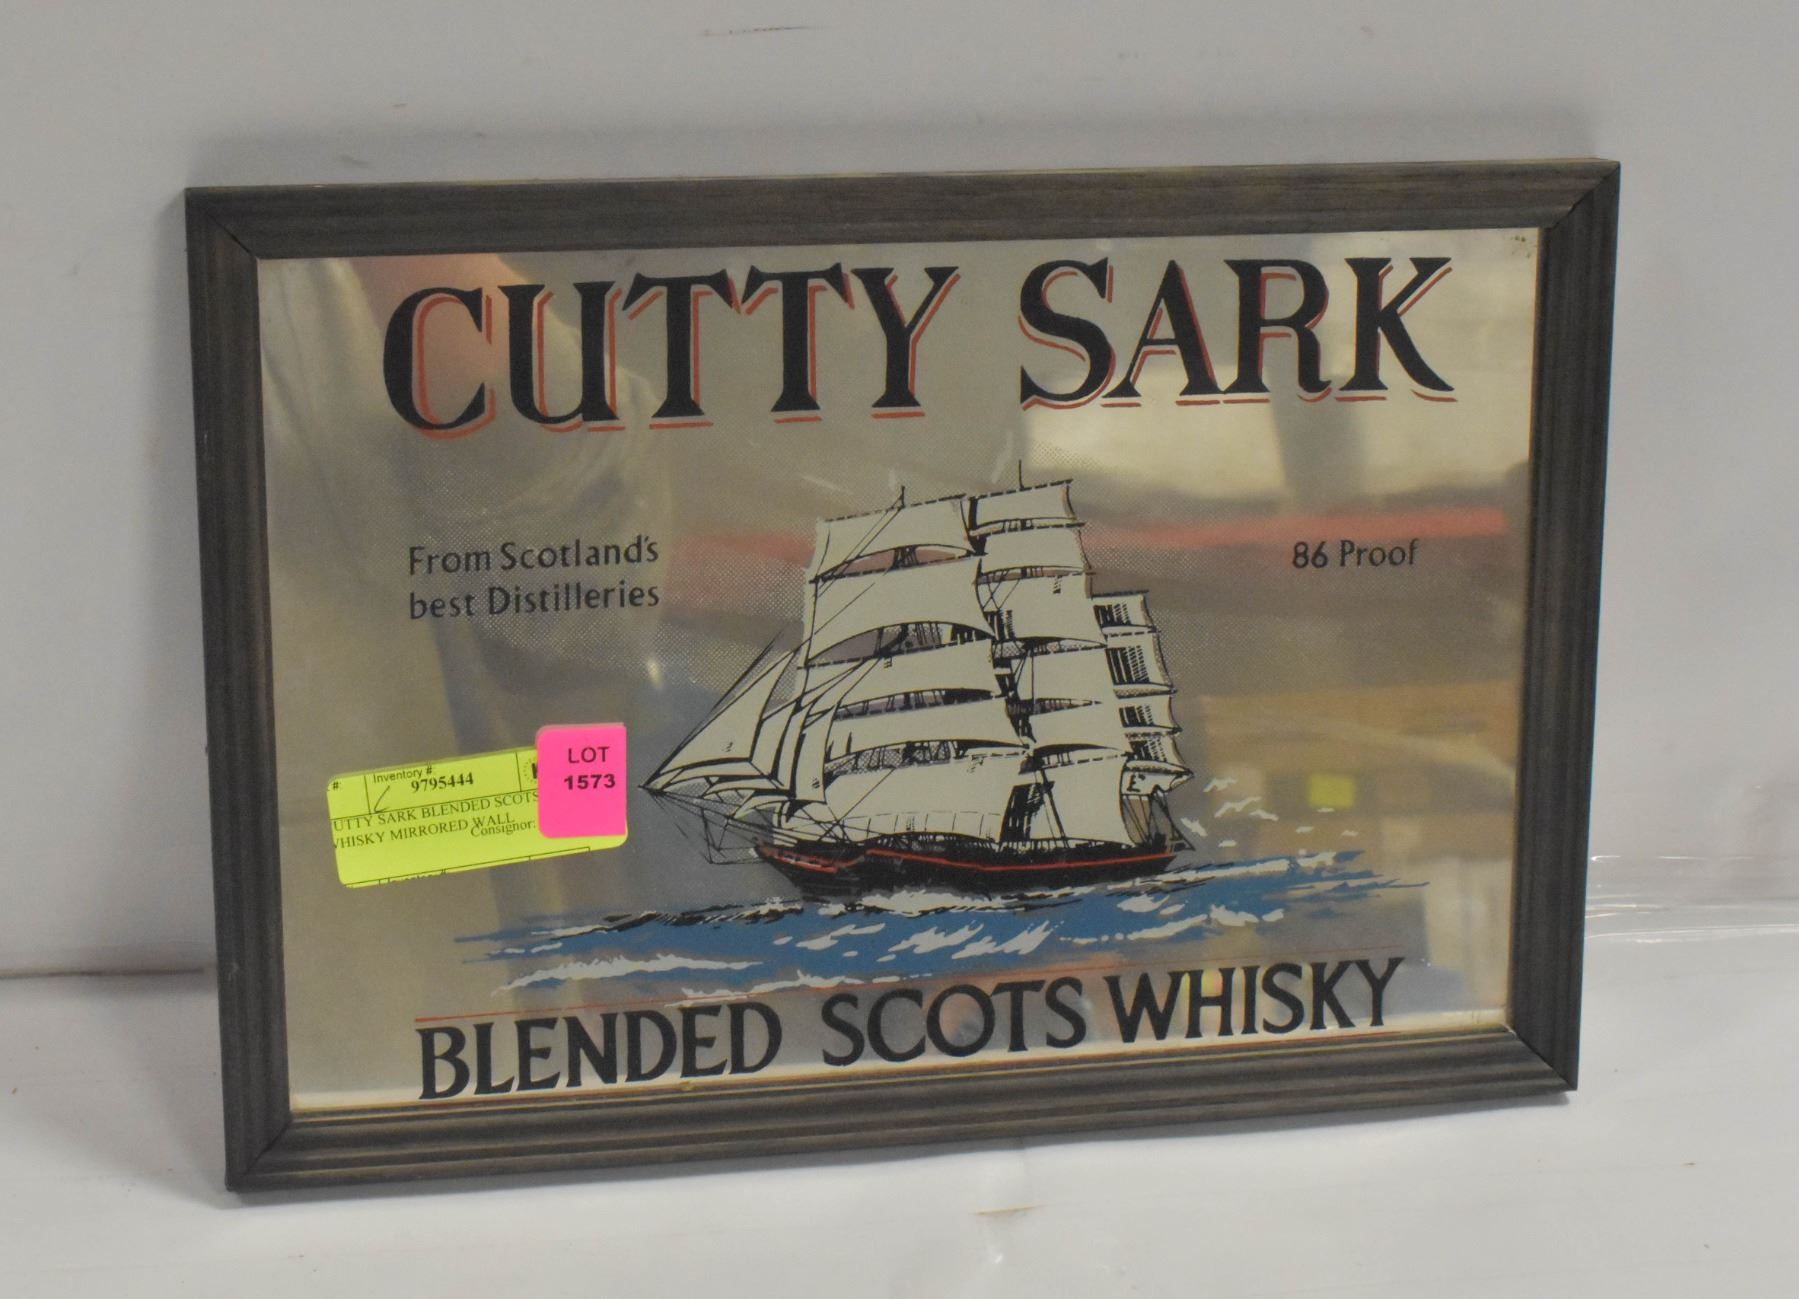 CUTTY SARK
From Scotland's
best Distilleries
86 Proof
LOT
1573
#:
Inventory #:
9795444
UTTY SARK BLENDED SCOTS
WHISKY MIRRORED WALL
Consignor:
BLENDED SCOTS WHISKY